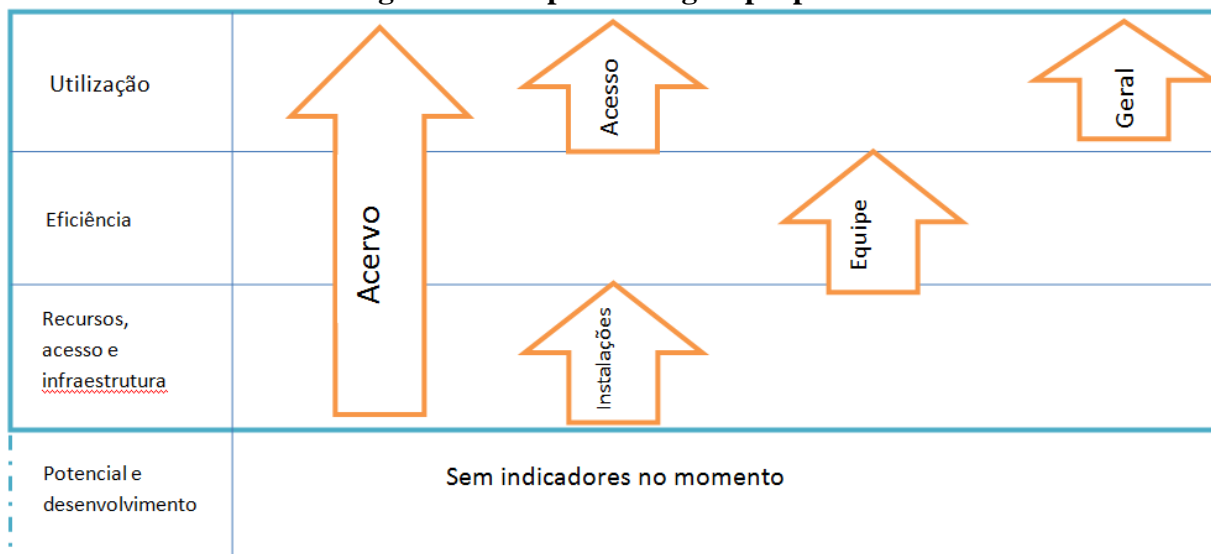 Utilização
Acesso
Geral
Eficiência
Acervo
Equipe
Recursos,
acesso e
infraestrutura
Instalações
Potencial e
desenvolvimento
Sem indicadores no momento